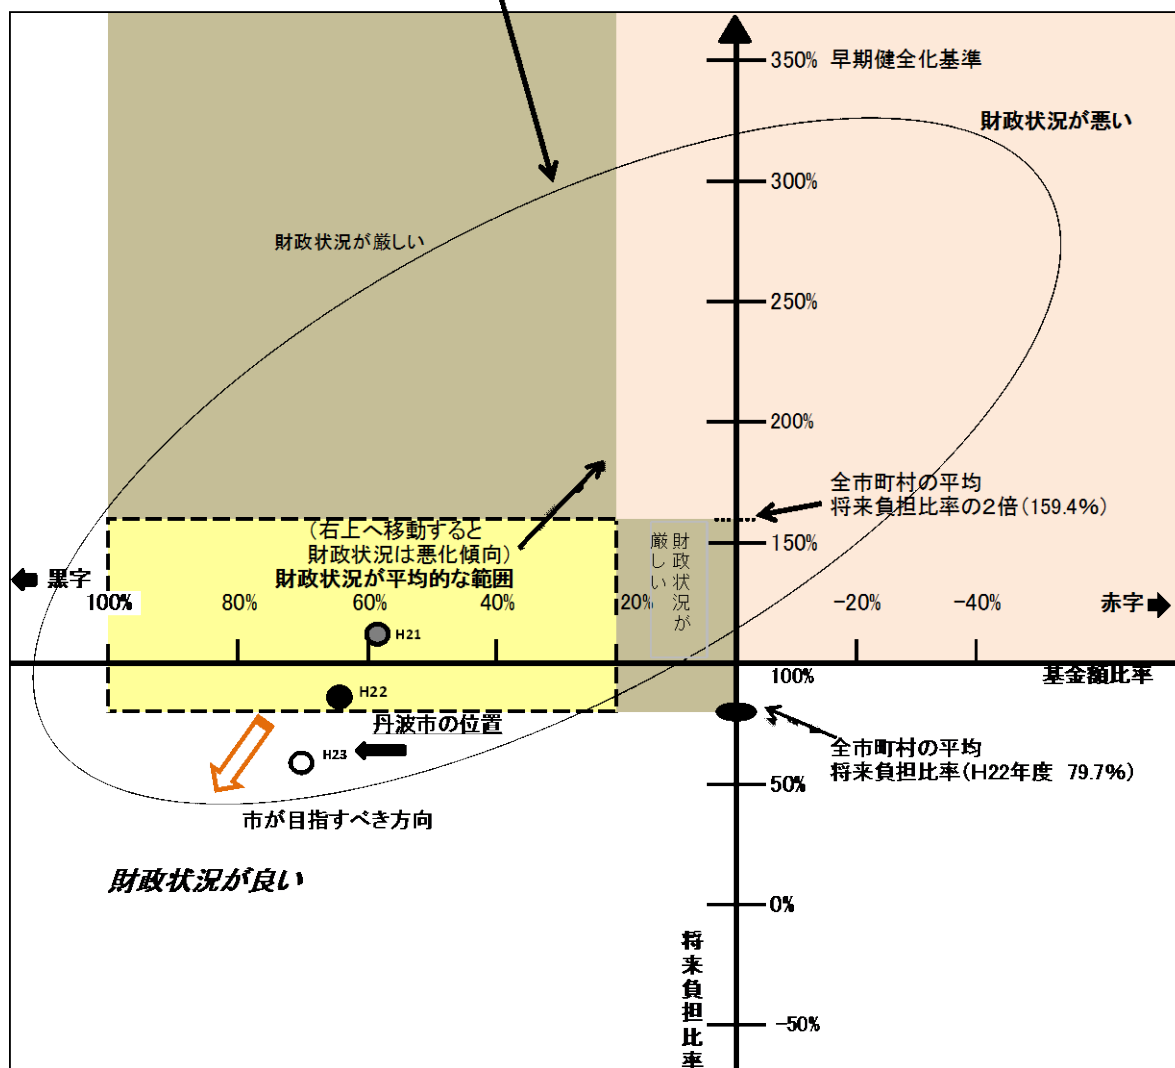 350%
早期健全化基準
財政状況が悪い
300%
財政状況が厳しい
250%
200%
全市町村の平均
将来負担比率の2倍(159.4%)
(右上へ移動すると
財政状況は悪化傾向)
150%
財政状況が
厳しい
財政状況が平均的な範囲
黒字
100%
80%
60%
40%
20%
-20%
-40%
赤字
H21
100%
基金額比率
H22
丹波市の位置
全市町村の平均
将来負担比率(H22年度 79.7%)
H23
50%
市が目指すべき方向
財政状況が良い
0%
将来負担比率
-50%